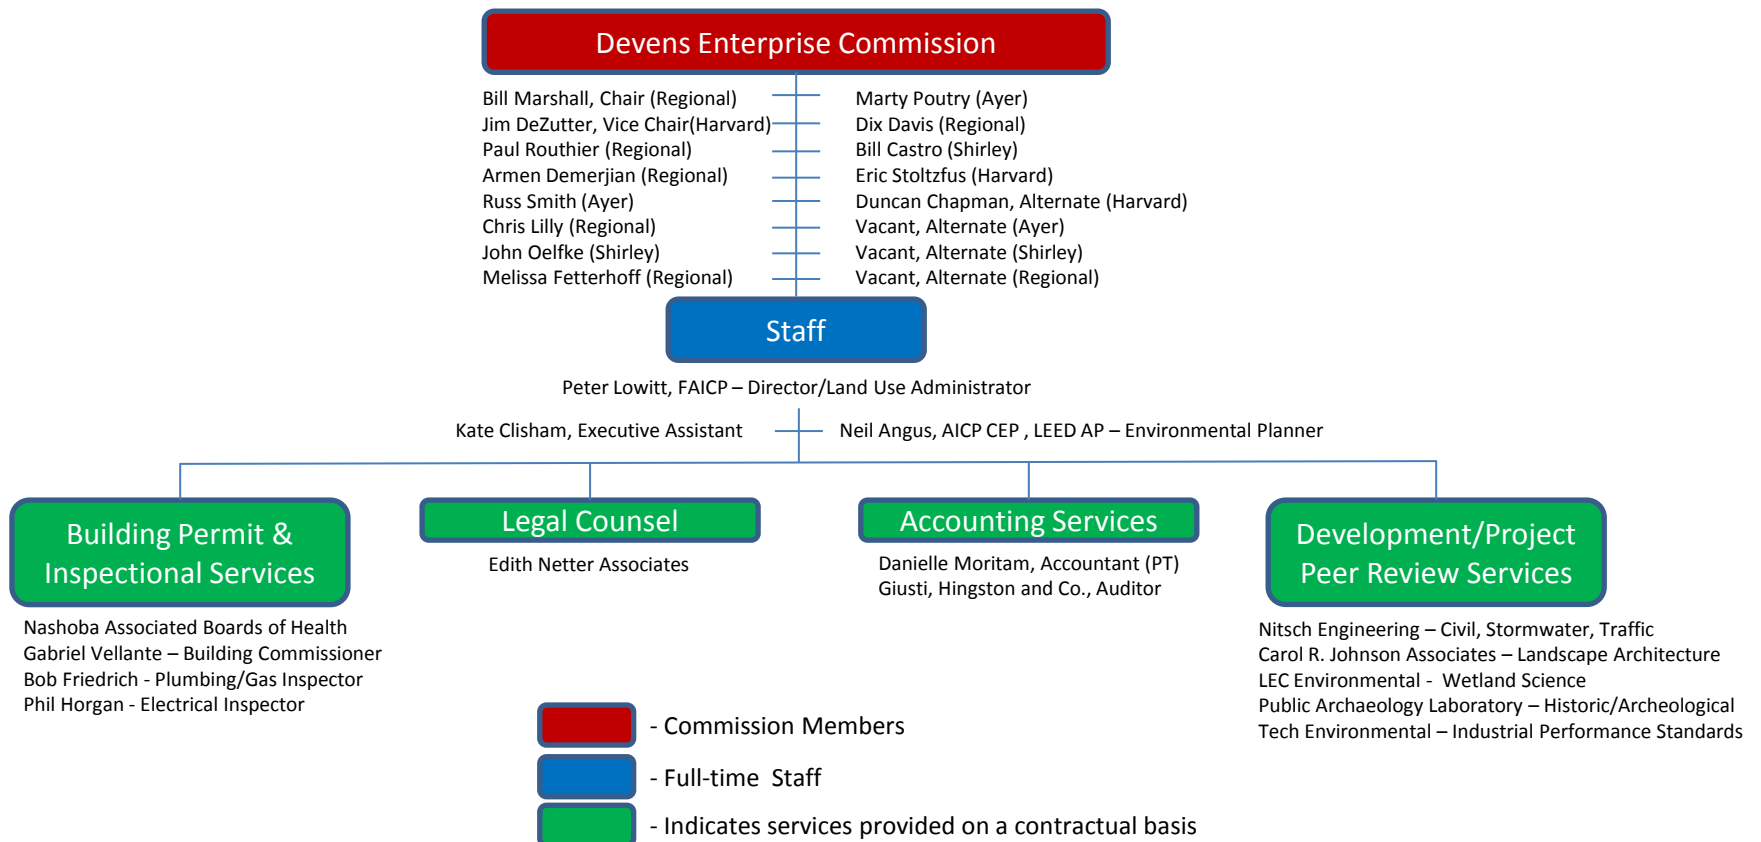 Devens Enterprise Commission
Bill Marshall, Chair (Regional)
Jim DeZutter, Vice Chair(Harvard)
Paul Routhier (Regional)
Armen Demerjian (Regional)
Russ Smith (Ayer)
Chris Lilly (Regional)
John Oelfke (Shirley)
Melissa Fetterhoff (Regional)
Marty Poutry (Ayer)
Dix Davis (Regional)
Bill Castro (Shirley)
Eric Stoltzfus (Harvard)
Duncan Chapman, Alternate (Harvard)
Vacant, Alternate (Ayer)
Vacant, Alternate (Shirley)
Vacant, Alternate (Regional)
Staff
Peter Lowitt, FAICP – Director/Land Use Administrator
Kate Clisham, Executive Assistant
Neil Angus, AICP CEP , LEED AP – Environmental Planner
Building Permit &
Inspectional Services
Nashoba Associated Boards of Health
Gabriel Vellante – Building Commissioner
Bob Friedrich - Plumbing/Gas Inspector
Phil Horgan - Electrical Inspector
Legal Counsel
Edith Netter Associates
Accounting Services
Danielle Moritam, Accountant (PT)
Giusti, Hingston and Co., Auditor
Development/Project
Peer Review Services
Nitsch Engineering – Civil, Stormwater, Traffic
Carol R. Johnson Associates – Landscape Architecture
LEC Environmental - Wetland Science
Public Archaeology Laboratory – Historic/Archeological
Tech Environmental – Industrial Performance Standards
- Commission Members
- Full-time Staff
- Indicates services provided on a contractual basis